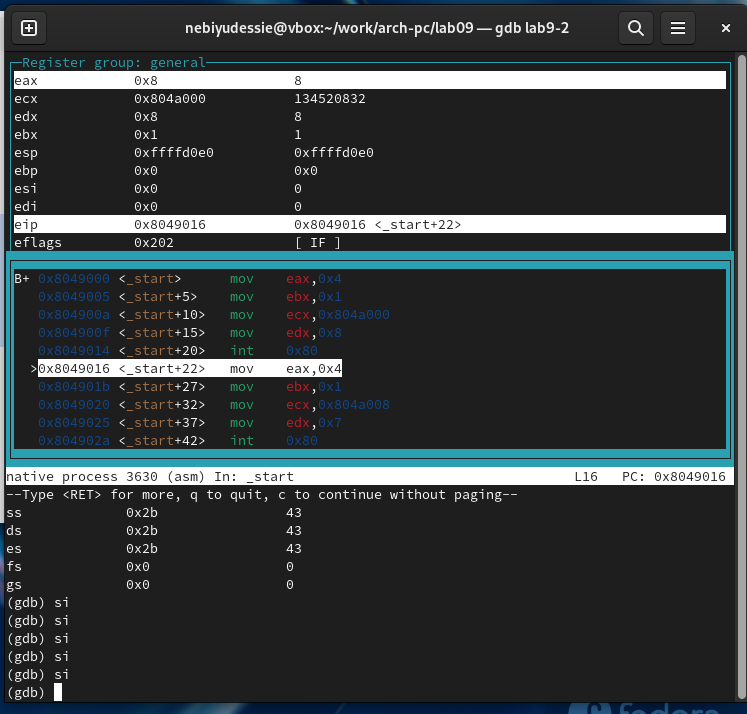 nebiyudessie@vbox:~/work/arch-pc/lab09 — gdb lab9-2
Register group: general
eax 0x8 8
ecx 0x804a000 134520832
edx 0x8 8
ebx 0x1 1
esp 0xffffd0e0 0xffffd0e0
ebp 0x0 0x0
esi 0x0 0
edi 0x0 0
eip 0x8049016 0x8049016 <_start+22>
eflags 0x202 [ IF ]
B+ 0x8049000 <_start> mov eax,0x4
0x8049005 <_start+5> mov ebx,0x1
0x804900a <_start+10> mov ecx,0x804a000
0x804900f <_start+15> mov edx,0x8
0x8049014 <_start+20> int 0x80
>0x8049016 <_start+22> mov eax,0x4
0x804901b <_start+27> mov ebx,0x1
0x8049020 <_start+32> mov ecx,0x804a008
0x8049025 <_start+37> mov edx,0x7
0x804902a <_start+42> int 0x80
native process 3630 (asm) In: _start L16 PC: 0x8049016
--Type <RET> for more, q to quit, c to continue without paging--
ss 0x2b 43
ds 0x2b 43
es 0x2b 43
fs 0x0 0
gs 0x0 0
(gdb) si
(gdb) si
(gdb) si
(gdb) si
(gdb) si
(gdb)
fedora